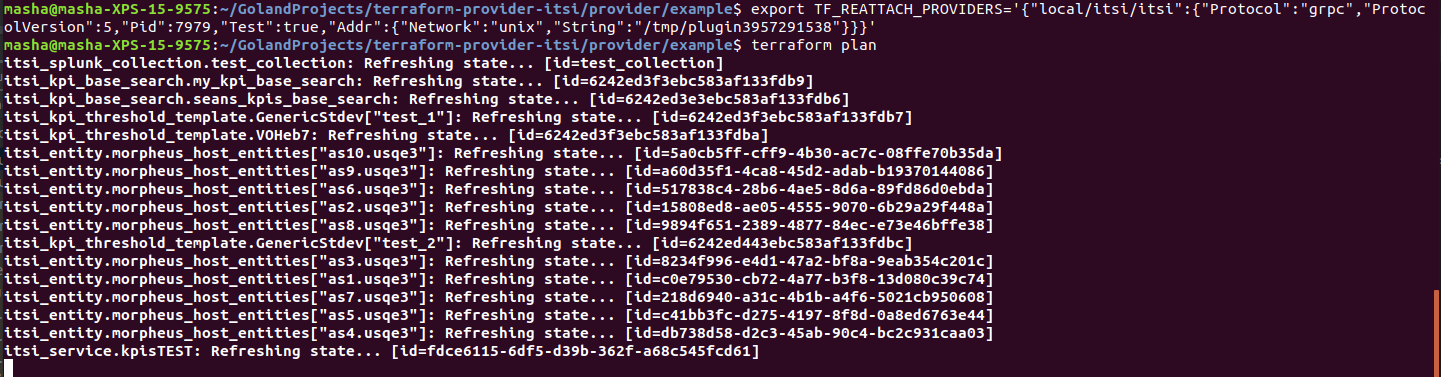 masha@masha-XPS-15-9575:~/GolandProjects/terraform-provider-itsi/provider/example$ export TF_REATTACH_PROVIDERS='{"local/itsi/itsi":{"Protocol":"grpc","Protoc
olVersion":5,"Pid":7979,"Test":true,"Addr":{"Network":"unix","String":"/tmp/plugin3957291538"}}}'
masha@masha-XPS-15-9575:~/GolandProjects/terraform-provider-itsi/provider/example$ terraform plan
itsi_splunk_collection.test_collection: Refreshing state... [id=test_collection]
itsi_kpi_base_search.my_kpi_base_search: Refreshing state... [id=6242ed3f3ebc583af133fdb9]
itsi_kpi_base_search.seans_kpis_base_search: Refreshing state... [id=6242ed3e3ebc583af133fdb6]
itsi_kpi_threshold_template.GenericStdev["test_1"]: Refreshing state... [id=6242ed3f3ebc583af133fdb7]
itsi_kpi_threshold_template.VOHeb7: Refreshing state... [id=6242ed3f3ebc583af133fdba]
itsi_entity.morpheus_host_entities["as10.usqe3"]: Refreshing state... [id=5a0cb5ff-cff9-4b30-ac7c-08ffe70b35da]
itsi_entity.morpheus_host_entities["as9.usqe3"]: Refreshing state... [id=a60d35f1-4ca8-45d2-adab-b19370144086]
itsi_entity.morpheus_host_entities["as6.usqe3"]: Refreshing state... [id=517838c4-28b6-4ae5-8d6a-89fd86d0ebda]
itsi_entity.morpheus_host_entities["as2.usqe3"]: Refreshing state... [id=15808ed8-ae05-4555-9070-6b29a29f448a]
itsi_entity.morpheus_host_entities["as8.usqe3"]: Refreshing state... [id=9894f651-2389-4877-84ec-e73e46bffe38]
itsi_kpi_threshold_template.GenericStdev["test_2"]: Refreshing state... [id=6242ed443ebc583af133fdbc]
itsi_entity.morpheus_host_entities["as3.usqe3"]: Refreshing state... [id=8234f996-e4d1-47a2-bf8a-9eab354c201c]
itsi_entity.morpheus_host_entities["as1.usqe3"]: Refreshing state... [id=c0e79530-cb72-4a77-b3f8-13d080c39c74]
itsi_entity.morpheus_host_entities["as7.usqe3"]: Refreshing state... [id=218d6940-a31c-4b1b-a4f6-5021cb950608]
itsi_entity.morpheus_host_entities["as5.usqe3"]: Refreshing state... [id=c41bb3fc-d275-4197-8f8d-0a8ed6763e44]
itsi_entity.morpheus_host_entities["as4.usqe3"]: Refreshing state... [id=db738d58-d2c3-45ab-90c4-bc2c931caa03]
itsi_service.kpisTEST: Refreshing state... [id=fdce6115-6df5-d39b-362f-a68c545fcd61]